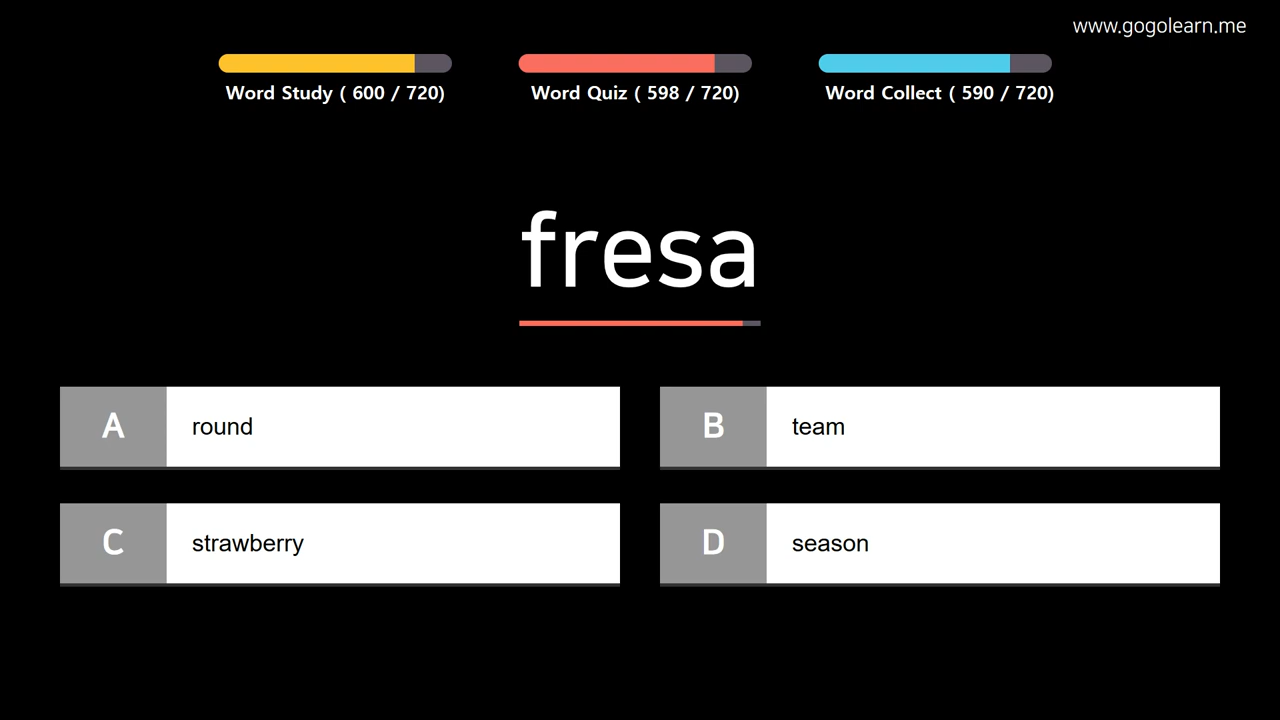 www.gogolearn.me
Word Study ( 600 / 720)
Word Quiz ( 598 / 720)
Word Collect ( 590 / 720)
fresa
A round
B team
C strawberry
D season